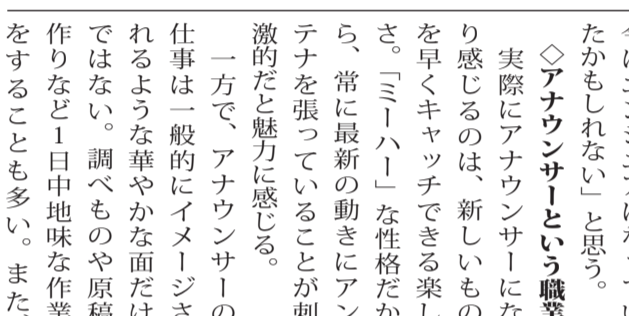 たかもしれない」と思う。
◇アナウンサーという職業
実際にアナウンサーにな
り感じるのは、新しいもの
を早くキャッチできる楽し
さ。「ミーハー」な性格だか
ら、常に最新の動きにアン
テナを張っていることが刺
激的だと魅力に感じる。
一方で、アナウンサーの
仕事は一般的にイメージさ
れるような華やかな面だけ
ではない。調べものや原稿
作りなど1日中地味な作業
をすることも多い。また、